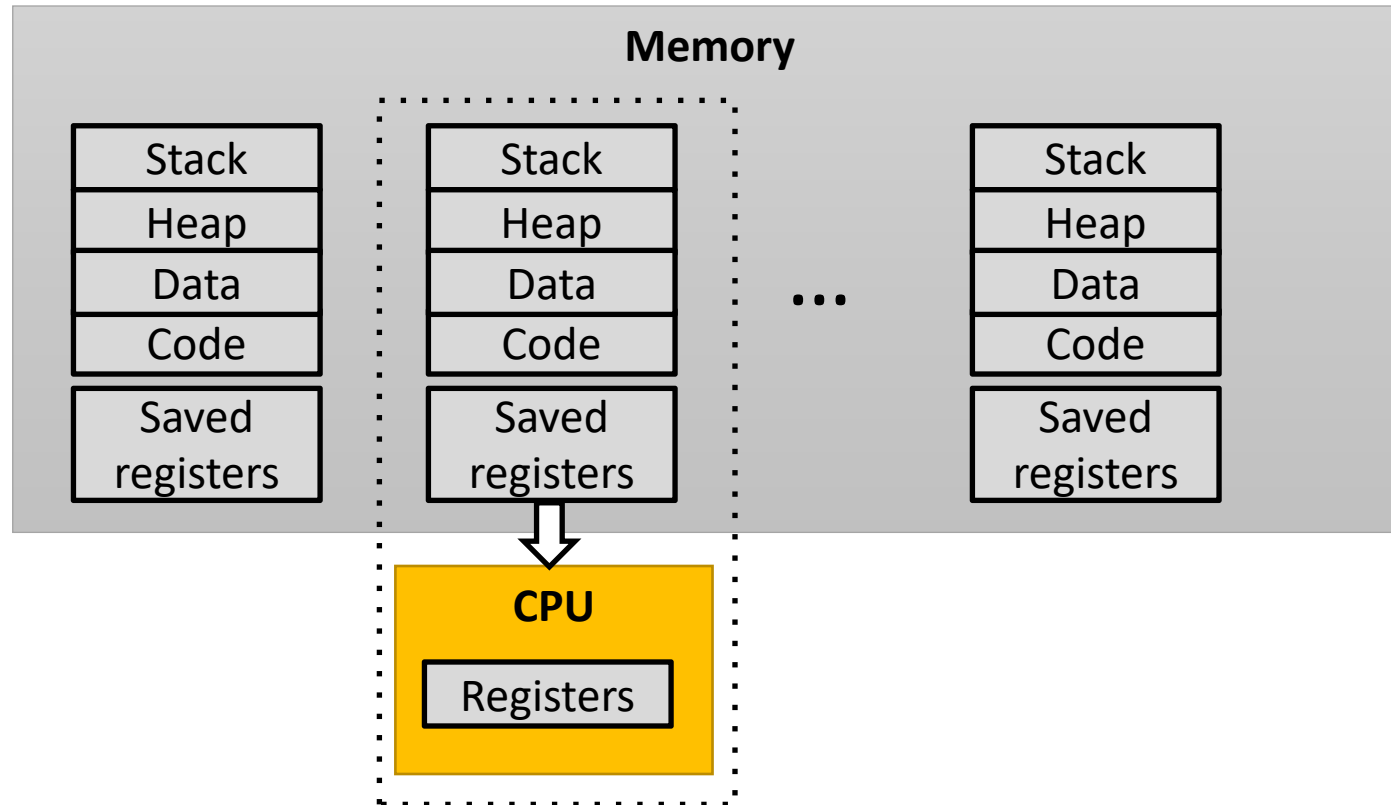 Memory
Stack
Heap
Data
Code
Saved
registers
Stack
Heap
Data
Code
Saved
registers
...
Stack
Heap
Data
Code
Saved
registers
CPU
Registers